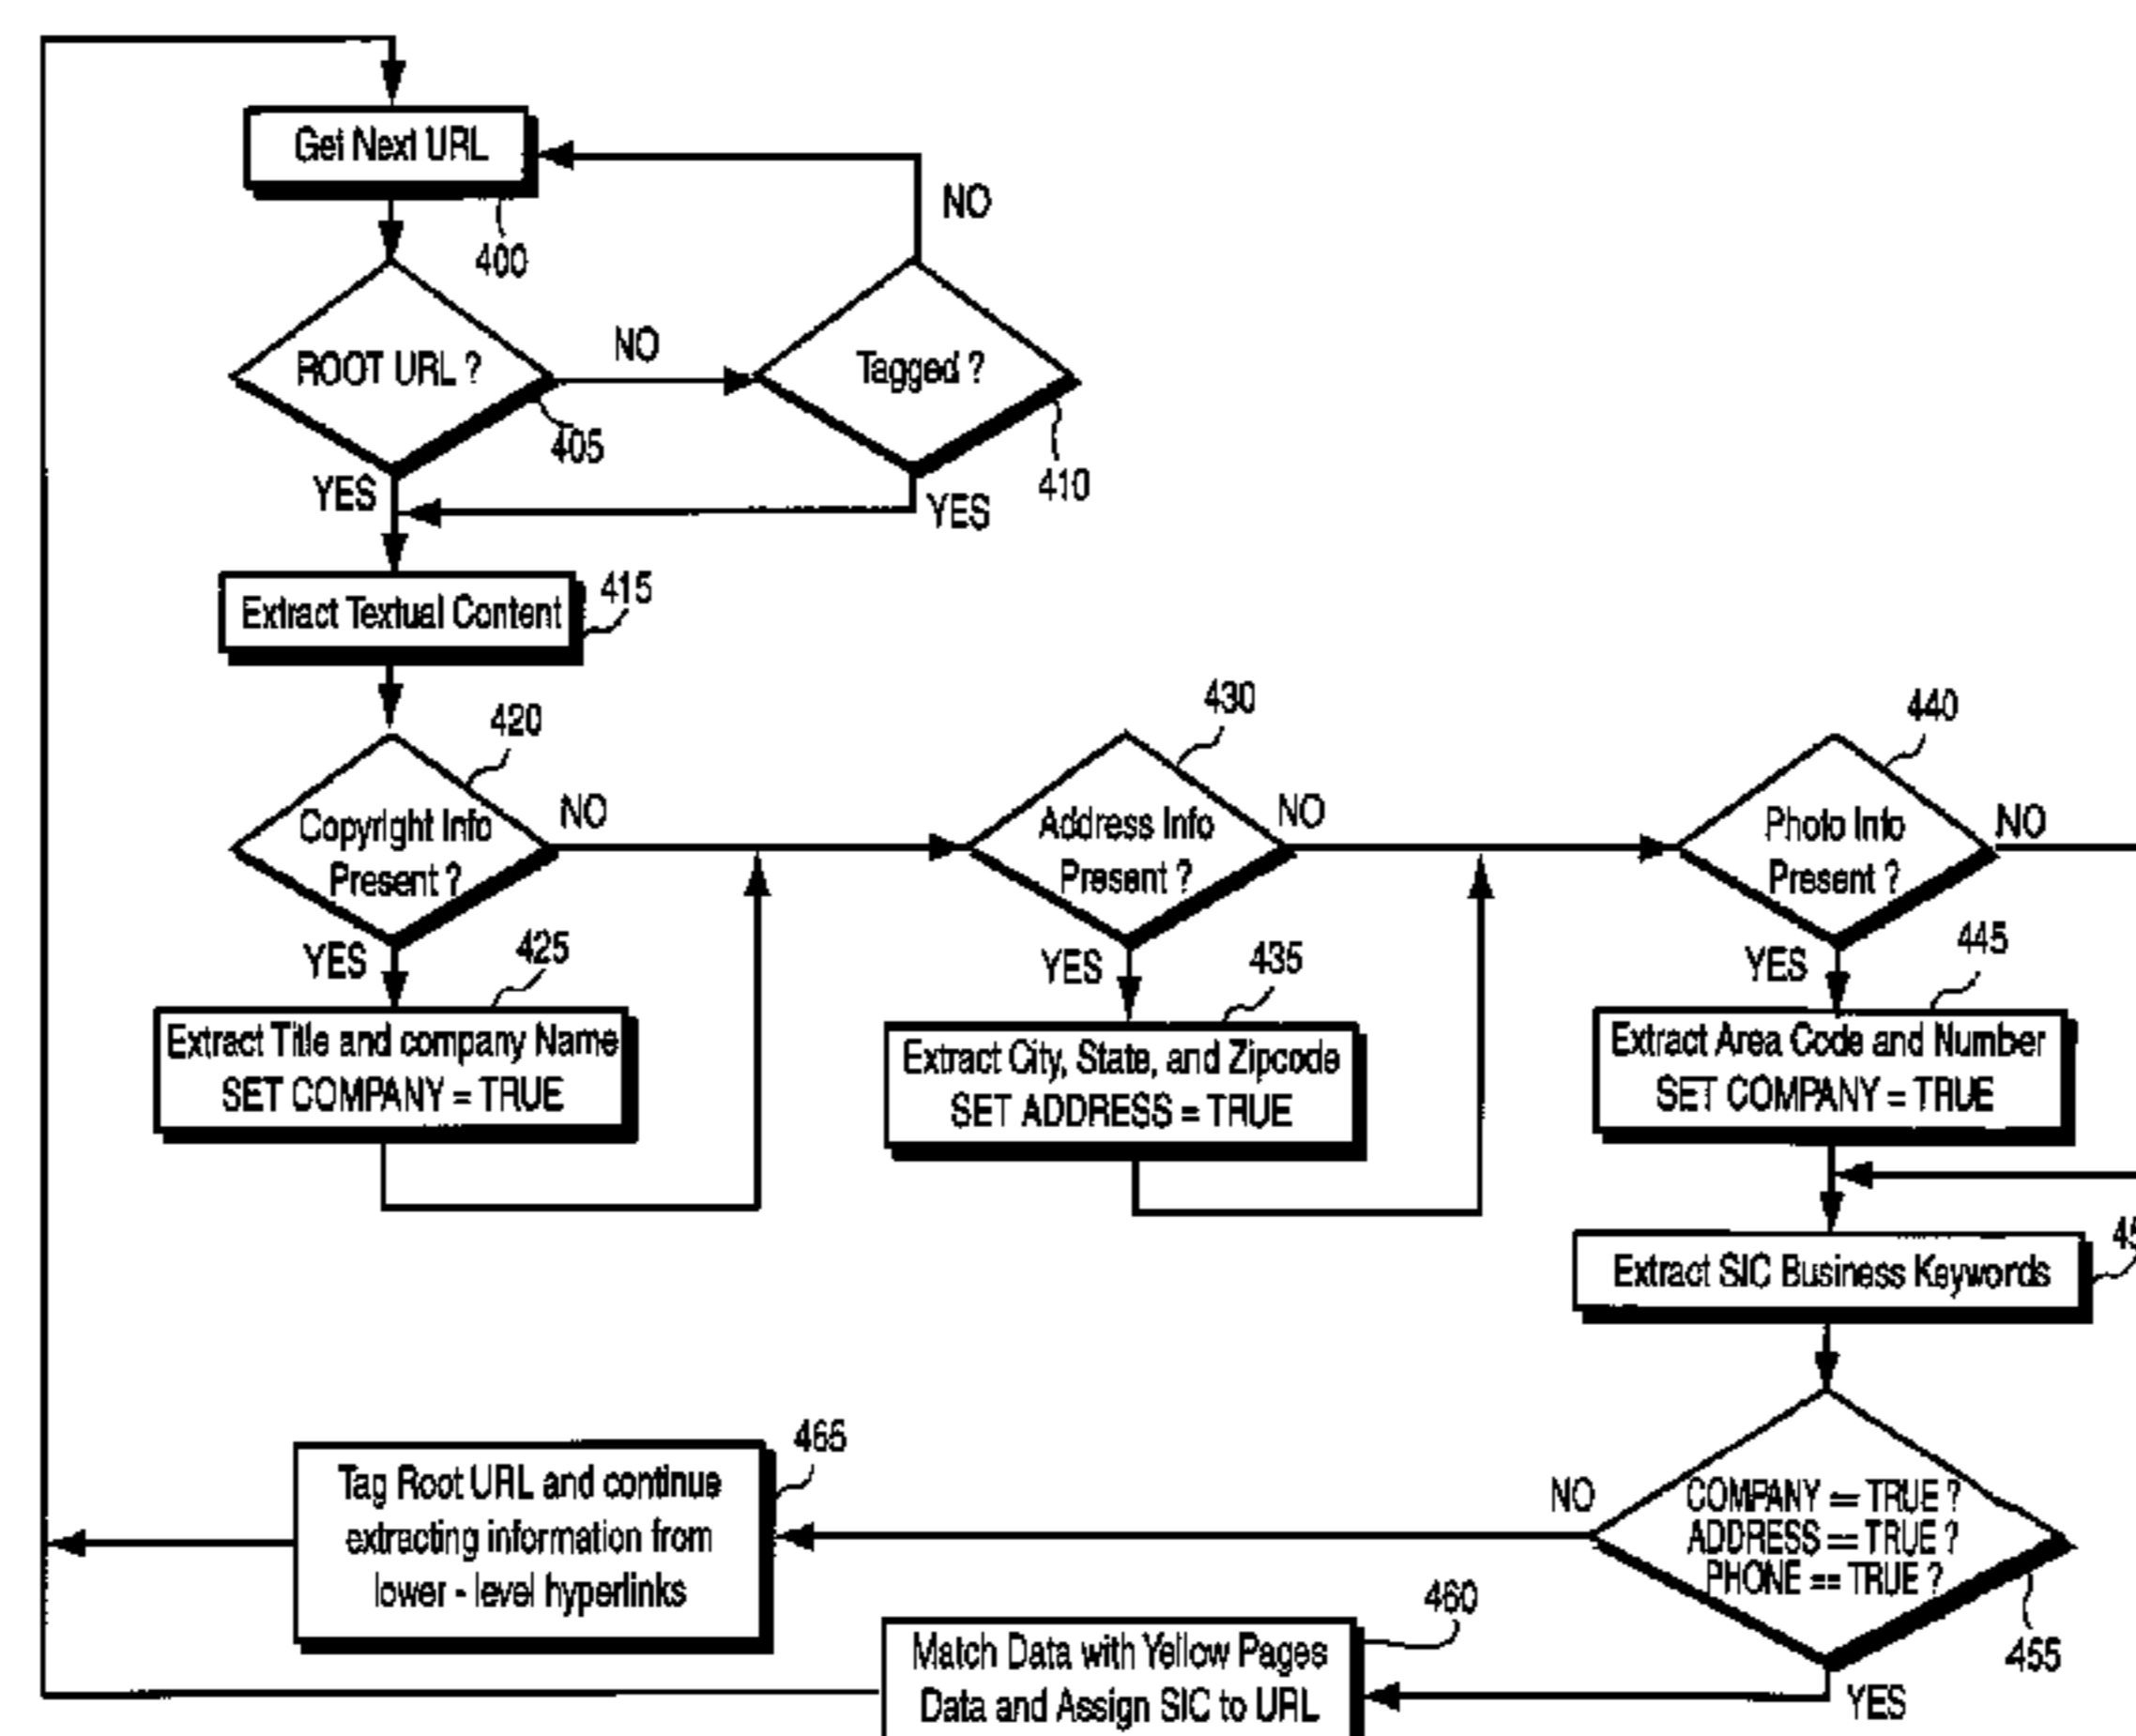 Get Next URL
400
NO
ROOT URL ?
NO
Tagged ?
405
410
YES
YES
Extract Textual Content
415
420
430
440
Copyright Info
Present ?
NO
Address Info
Present ?
NO
Photo Info
Present ?
NO
YES
425
YES
435
YES
445
Extract Title and company Name
SET COMPANY = TRUE
Extract City, State, and Zipcode
SET ADDRESS = TRUE
Extract Area Code and Number
SET COMPANY = TRUE
Extract SIC Business Keywords
465
Tag Root URL and continue
extracting information from
lower - level hyperlinks
NO
COMPANY == TRUE ?
ADDRESS == TRUE ?
PHONE == TRUE ?
455
460
Match Data with Yellow Pages
Data and Assign SIC to URL
YES